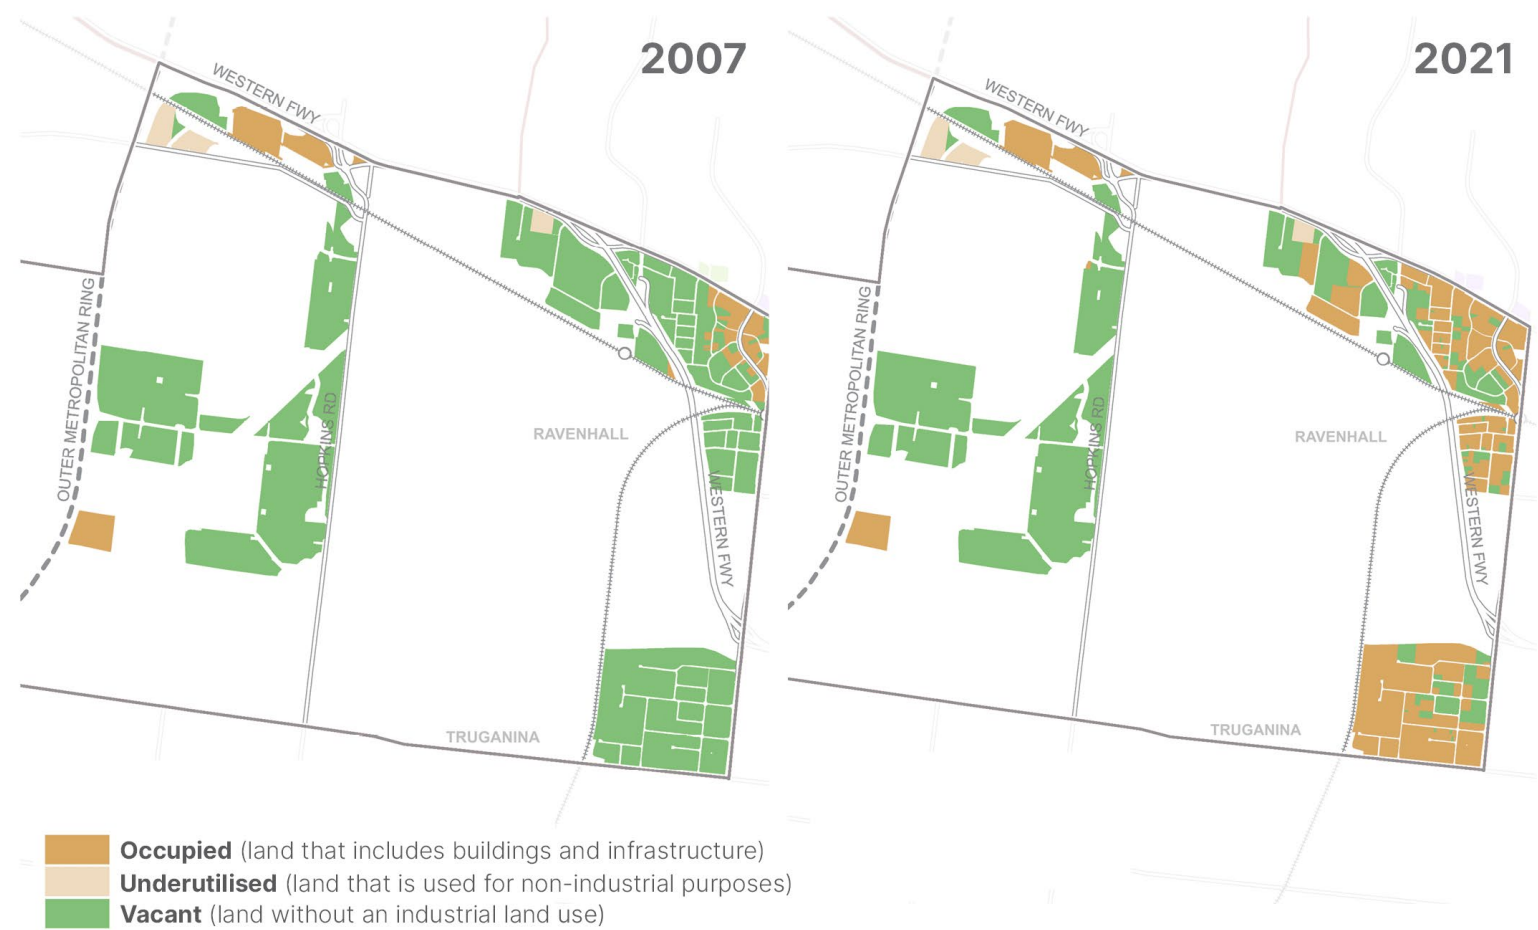 2007
WESTERN FWY
OUTER METROPOLITAN RING
HOPKINS RD
RAVENHALL
WESTERN FWY
TRUGANINA
2021
WESTERN FWY
OUTER METROPOLITAN RING
HOPKINS RD
RAVENHALL
WESTERN FWY
TRUGANINA
Occupied (land that includes buildings and infrastructure)
Underutilised (land that is used for non-industrial purposes)
Vacant (land without an industrial land use)